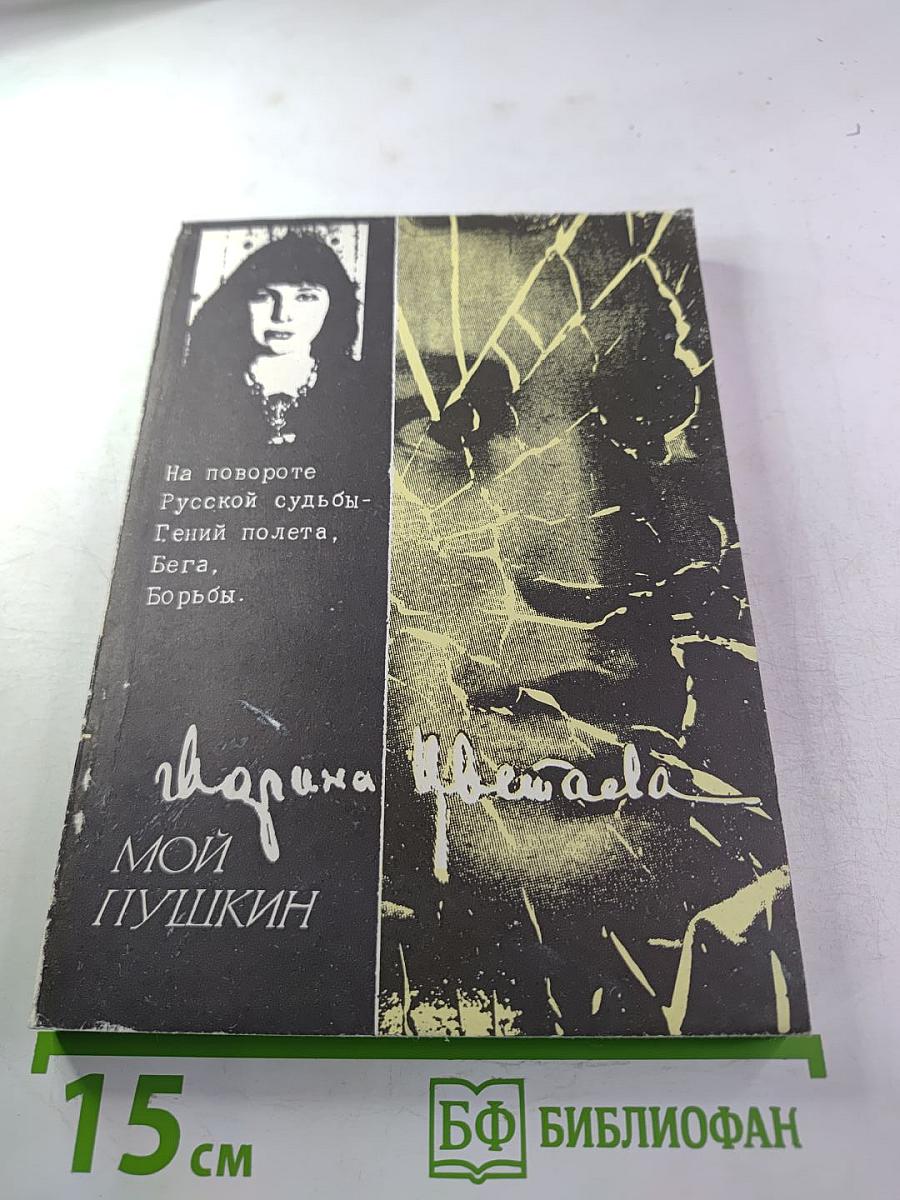 На повороте
Русской судьбы-
Гений полета,
Бега,
Борьбы.
Марина Цветаева
МОЙ
ПУШКИН
15 см
БФ БИБЛИОФАН